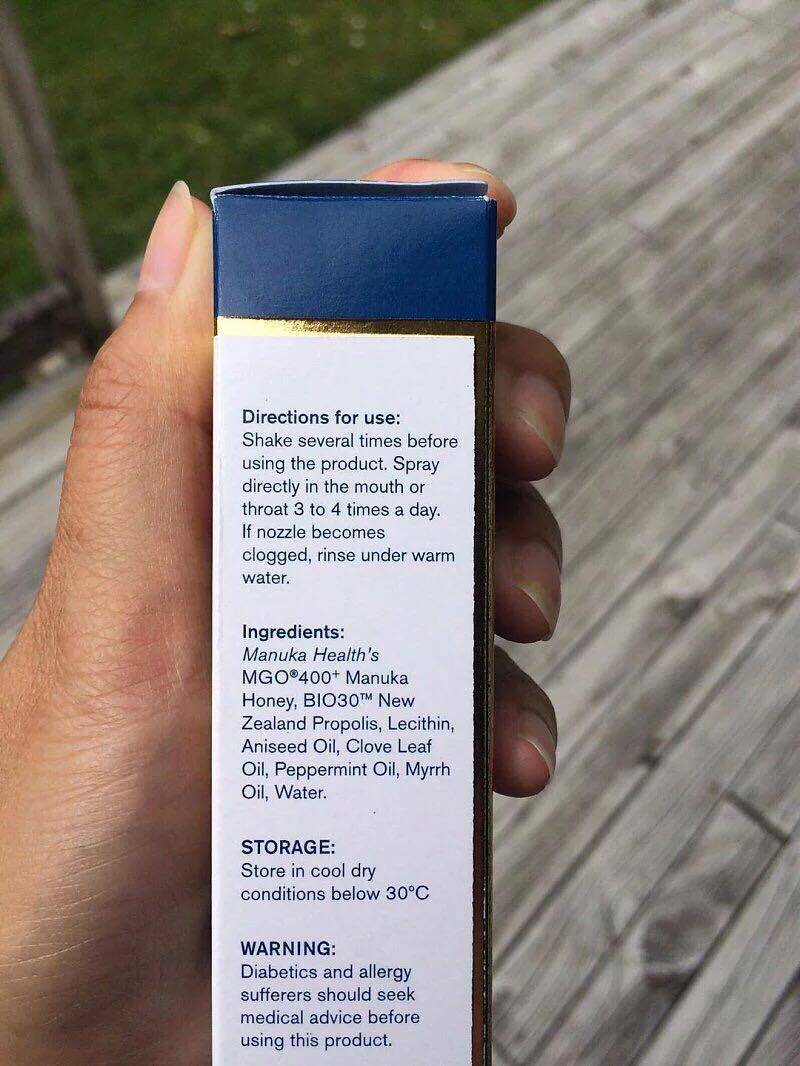 Directions for use:
Shake several times before
using the product. Spray
directly in the mouth or
throat 3 to 4 times a day.
If nozzle becomes
clogged, rinse under warm
water.
Ingredients:
Manuka Health's
MGO®400⁺ Manuka
Honey, BIO30™ New
Zealand Propolis, Lecithin,
Aniseed Oil, Clove Leaf
Oil, Peppermint Oil, Myrrh
Oil, Water.
STORAGE:
Store in cool dry
conditions below 30°C
WARNING:
Diabetics and allergy
sufferers should seek
medical advice before
using this product.